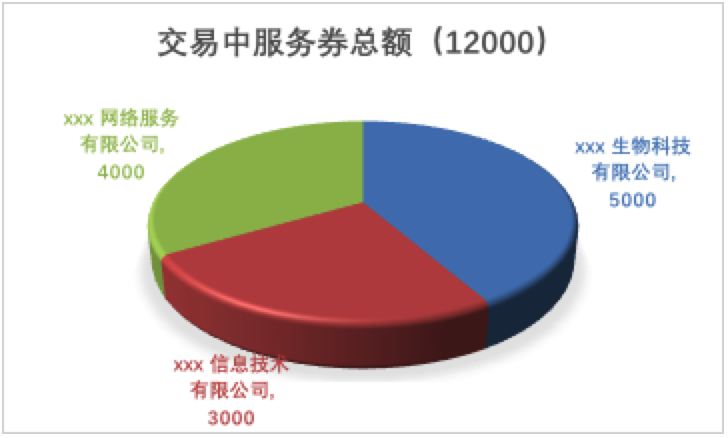 交易中服务券总额（12000）
xxx 网络服务
有限公司,
4000
xxx 生物科技
有限公司,
5000
xxx 信息技术
有限公司,
3000